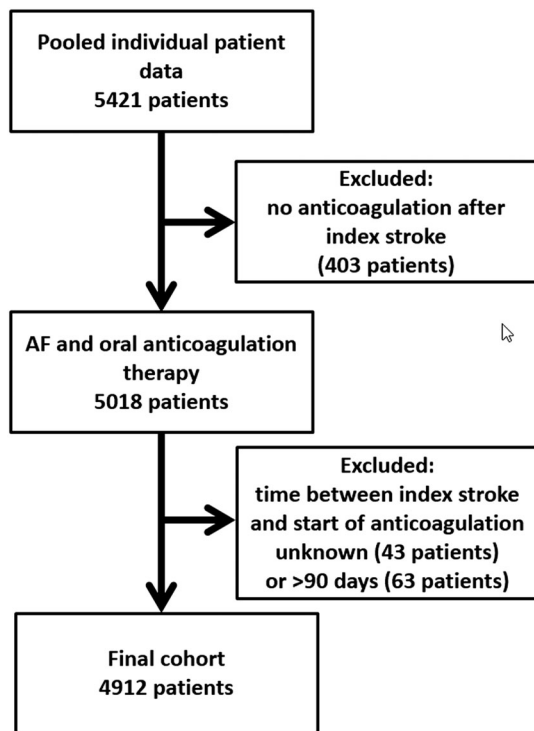 Pooled individual patient
data
5421 patients
Excluded:
no anticoagulation after
index stroke
(403 patients)
AF and oral anticoagulation
therapy
5018 patients
Excluded:
time between index stroke
and start of anticoagulation
unknown (43 patients)
or >90 days (63 patients)
Final cohort
4912 patients